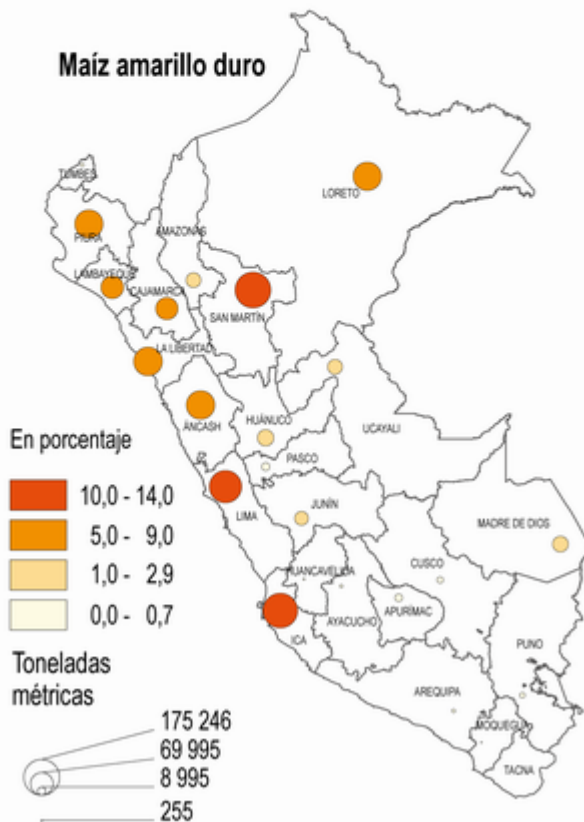 Maíz amarillo duro
TUMBES
LORETO
PIURA
AMAZONAS
LAMBAYEQUE
CAJAMARCA
SAN MARTÍN
LA LIBERTAD
ÁNCASH
HUÁNUCO
UCAYALI
PASCO
En porcentaje
10,0 - 14,0
5,0 - 9,0
1,0 - 2,9
0,0 - 0,7
LIMA
JUNÍN
MADRE DE DIOS
CUSCO
HUANCAVELICA
APURÍMAC
AYACUCHO
ICA
PUNO
AREQUIPA
MOQUEGUA
TACNA
Toneladas
métricas
175 246
69 995
8 995
255